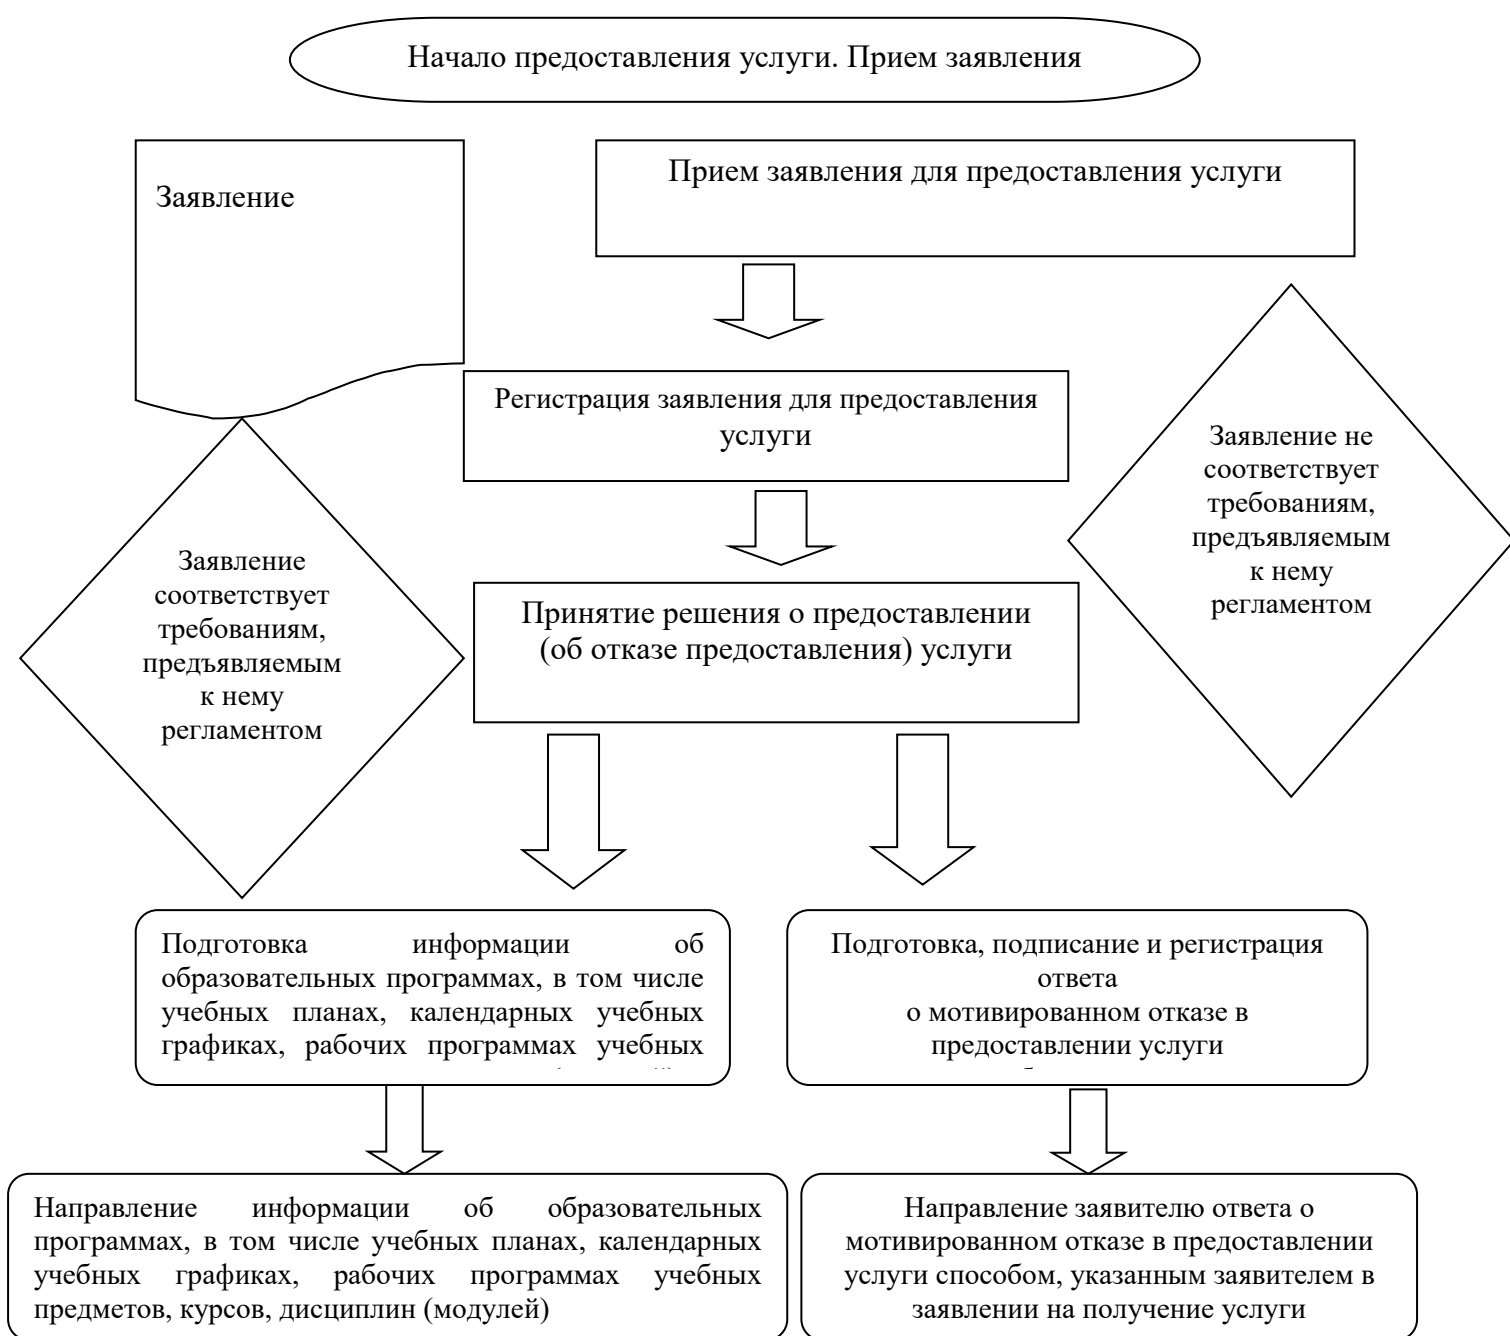 Начало предоставления услуги. Прием заявления
Заявление
Прием заявления для предоставления услуги
Регистрация заявления для предоставления
услуги
Заявление не
соответствует
требованиям,
предъявляемым
к нему
регламентом
Заявление
соответствует
требованиям,
предъявляемым
к нему
регламентом
Принятие решения о предоставлении
(об отказе предоставления) услуги
Подготовка информации об
образовательных программах, в том числе
учебных планах, календарных учебных
графиках, рабочих программах учебных
Подготовка, подписание и регистрация
ответа
о мотивированном отказе в
предоставлении услуги
Направление информации об образовательных
программах, в том числе учебных планах, календарных
учебных графиках, рабочих программах учебных
предметов, курсов, дисциплин (модулей)
Направление заявителю ответа о
мотивированном отказе в предоставлении
услуги способом, указанным заявителем в
заявлении на получение услуги